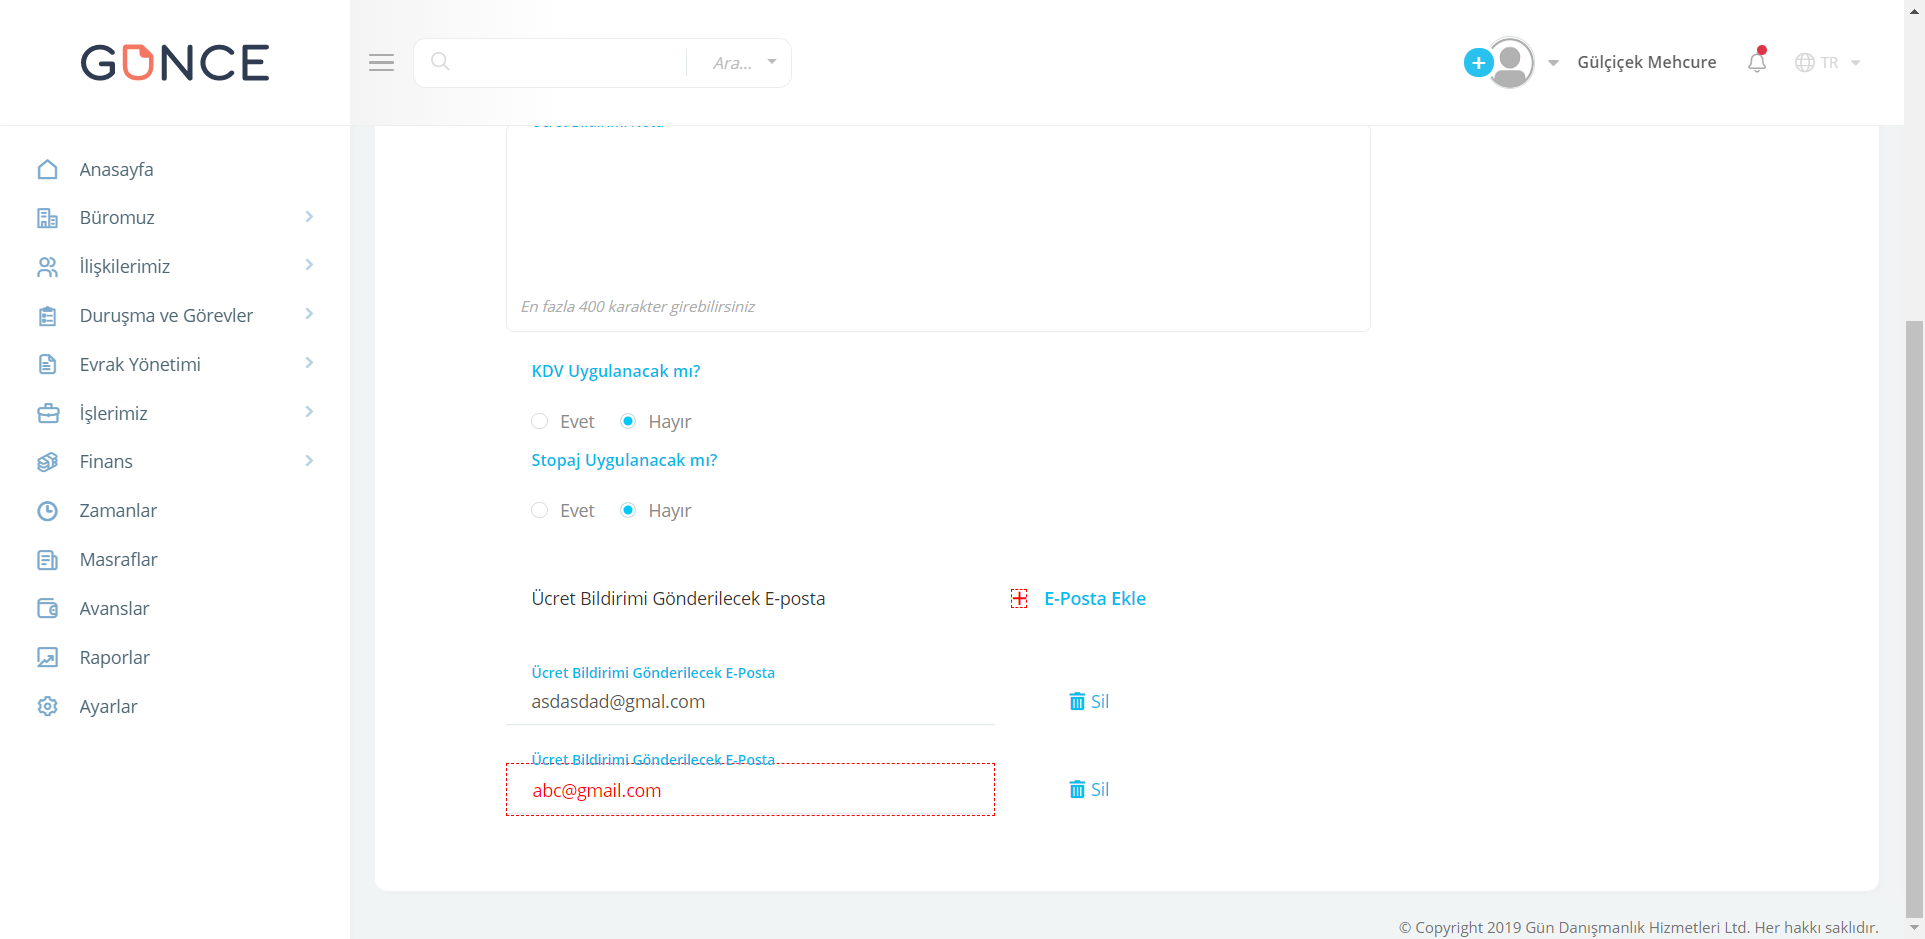 GÜNCE
Ara...
Gülçiçek Mehcure
TR
Anasayfa
Büromuz
İlişkilerimiz
Duruşma ve Görevler
Evrak Yönetimi
İşlerimiz
Finans
Zamanlar
Masraflar
Avanslar
Raporlar
Ayarlar
Ücret Bildirimi Notu
En fazla 400 karakter girebilirsiniz
KDV Uygulanacak mı?
Evet Hayır
Stopaj Uygulanacak mı?
Evet Hayır
Ücret Bildirimi Gönderilecek E-posta
E-Posta Ekle
Ücret Bildirimi Gönderilecek E-Posta
asdasdad@gmal.com
Sil
Ücret Bildirimi Gönderilecek E-Posta
abc@gmail.com
Sil
© Copyright 2019 Gün Danışmanlık Hizmetleri Ltd. Her hakkı saklıdır.